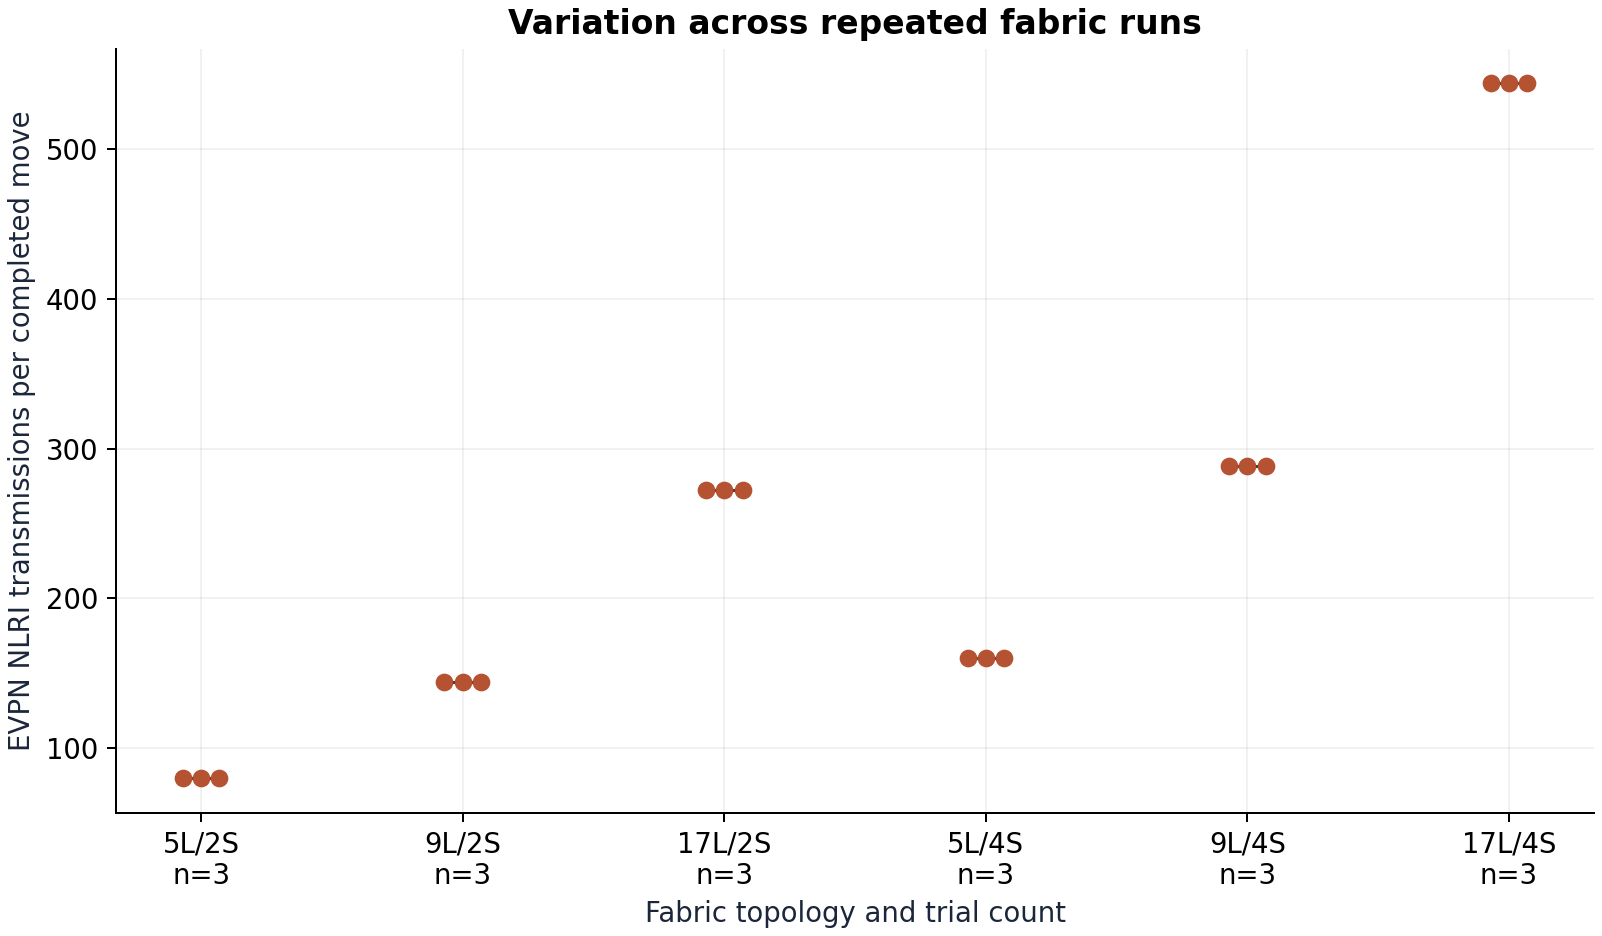 Variation across repeated fabric runs
EVPN NLRI transmissions per completed move
500
400
300
200
100
5L/2S
n=3
9L/2S
n=3
17L/2S
n=3
5L/4S
n=3
9L/4S
n=3
17L/4S
n=3
Fabric topology and trial count